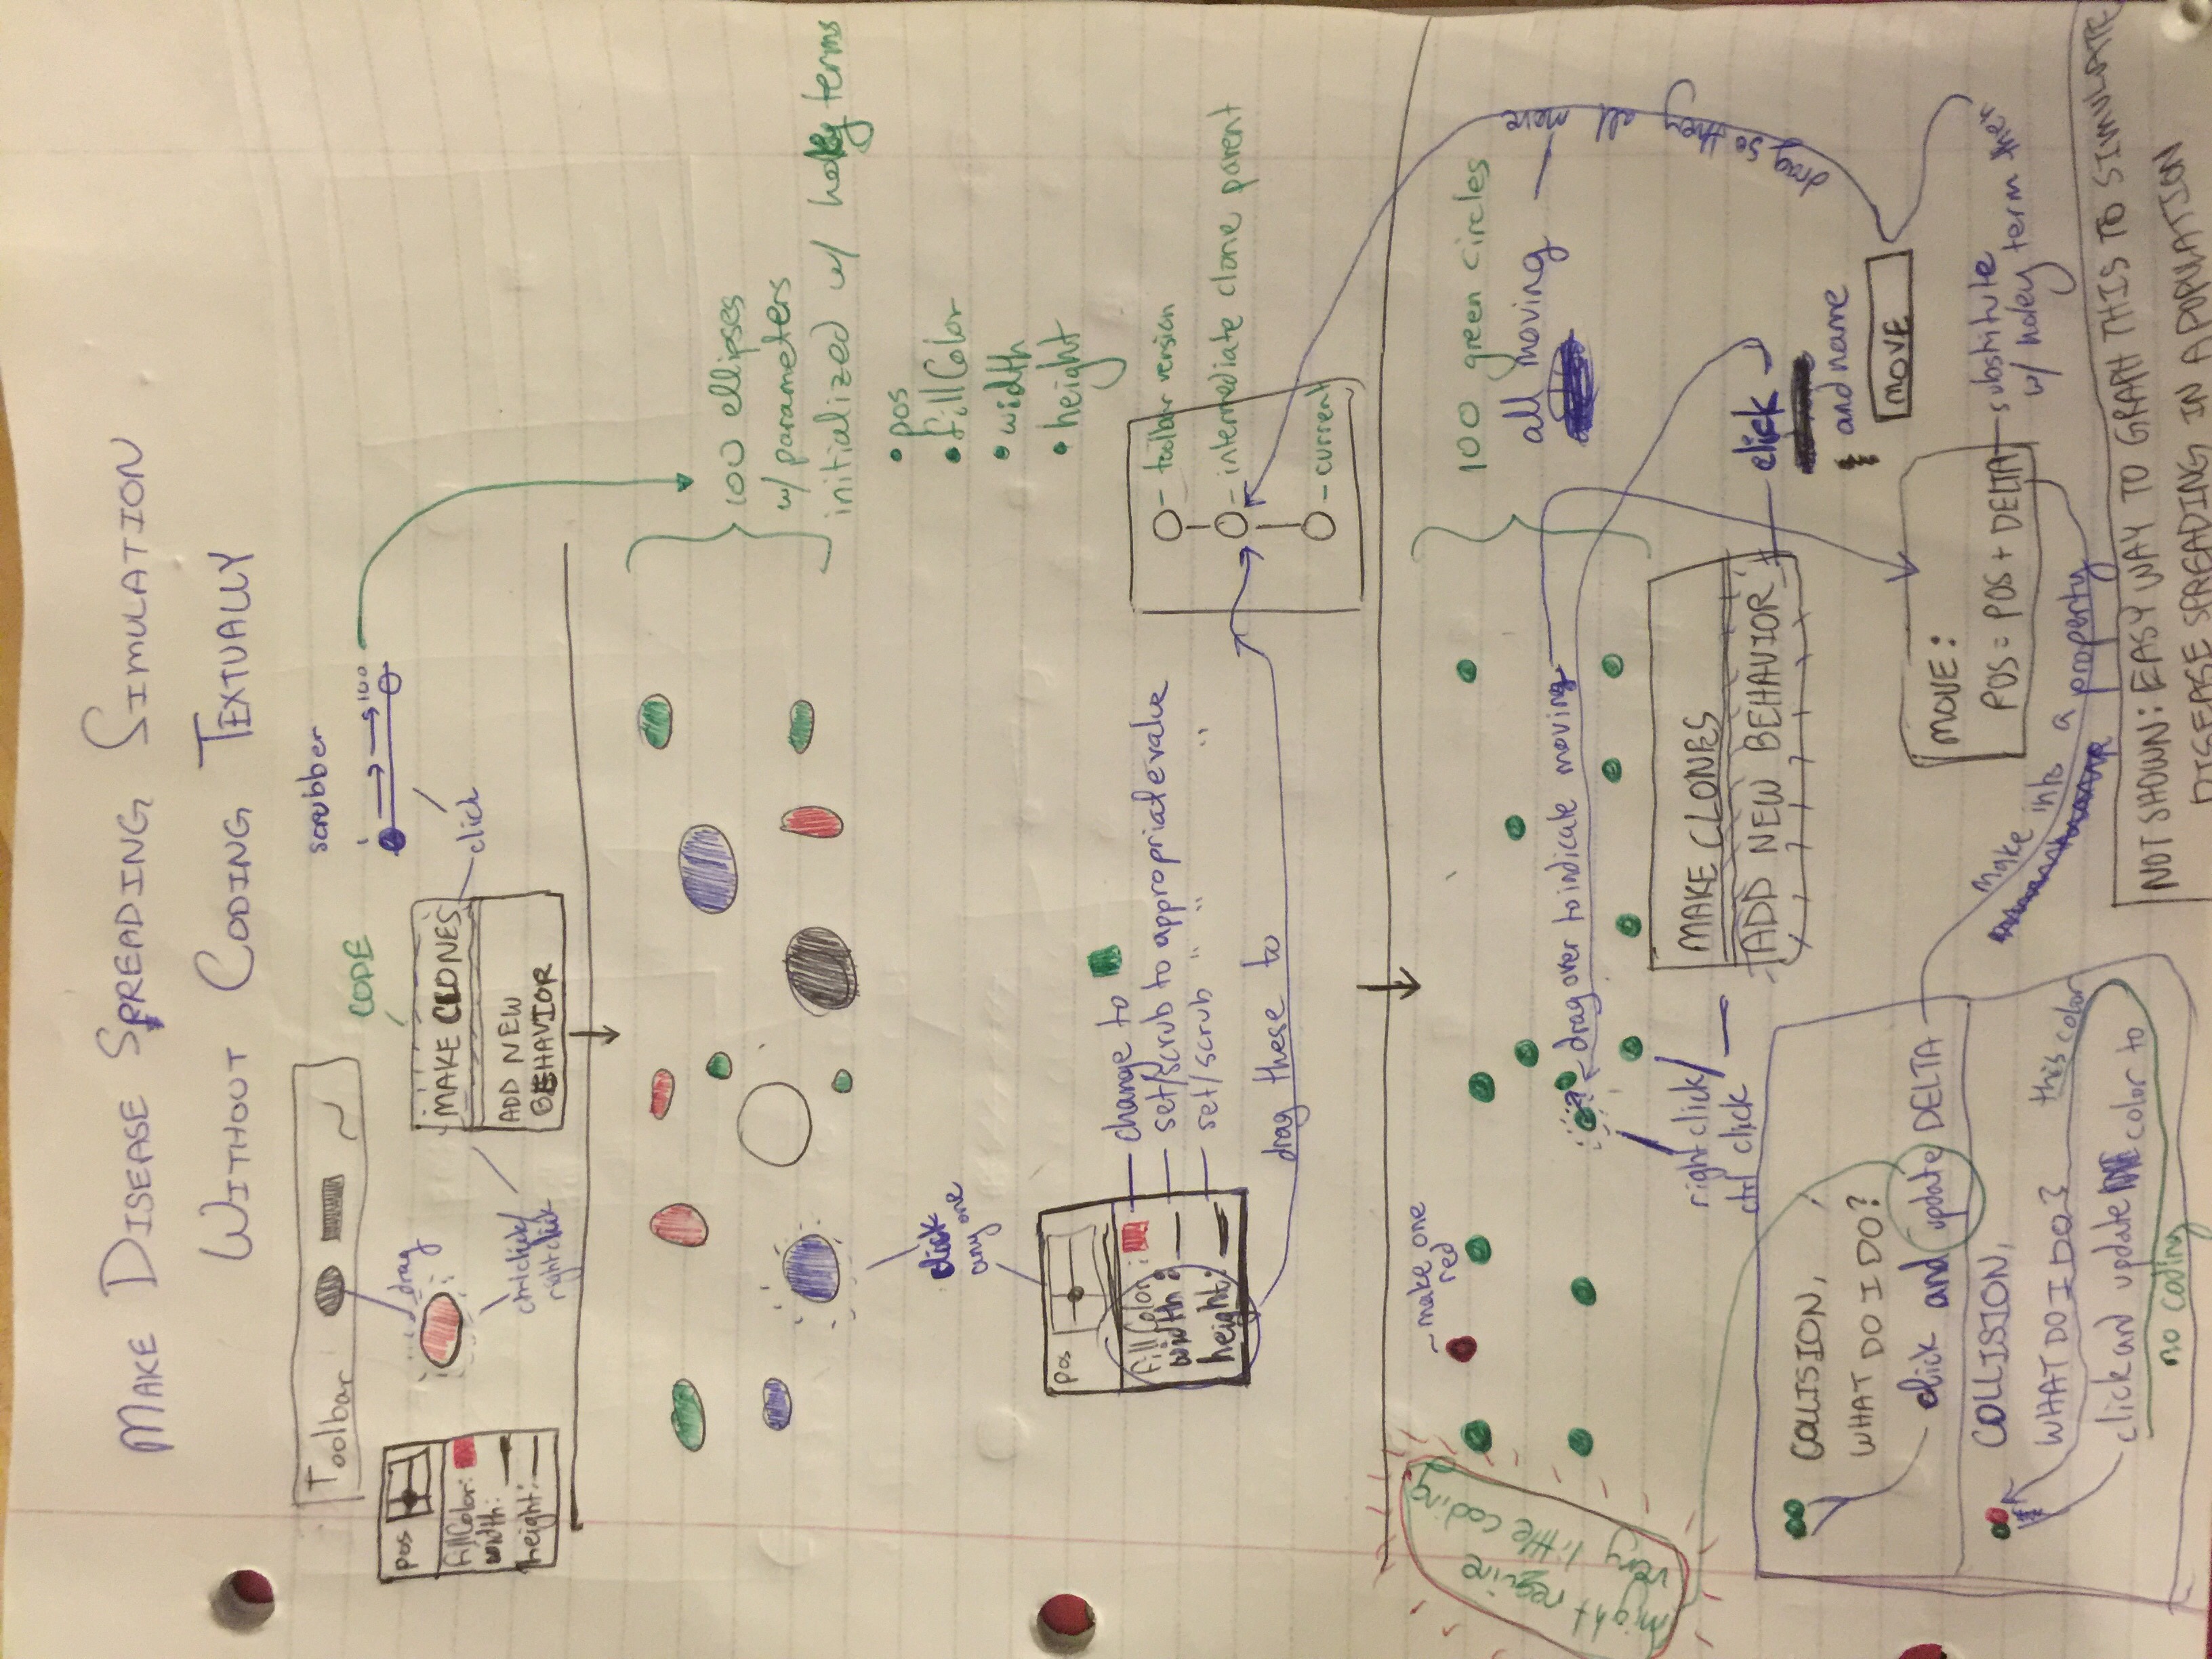 MAKE DISEASE SPREADING SIMULATION
WITHOUT CODING TEXTUALLY
Toolbar
scrubber
CODE
1
100
pos
drag
fillColor:
width:
height:
MAKE CLONES
click
ctrl click/
right click
ADD NEW
BEHAVIOR
100 ellipses
w/ parameters
initialized w/ holey terms
• pos
• fillColor
• width
• height
click
any one
pos
fillColor:
width:
height:
change to
set/scrub to appropriate value
set/scrub " " "
drag these to
toolbar version
intermediate clone parent
current
might require
very little coding
make one
red
100 green circles
all moving
drag over to indicate moving
drag so they all move
right click/
ctrl click
MAKE CLONES
ADD NEW BEHAVIOR
click
and name
MOVE
COLLISION,
WHAT DO I DO?
click and update DELTA
make into a property
MOVE:
POS = POS + DELTA
substitute
w/ holey term then
COLLISION,
WHAT DO I DO?
this color
click and update color to
no coding
NOT SHOWN: EASY WAY TO GRAPH THIS TO SIMULATE
DISEASE SPREADING IN A POPULATION